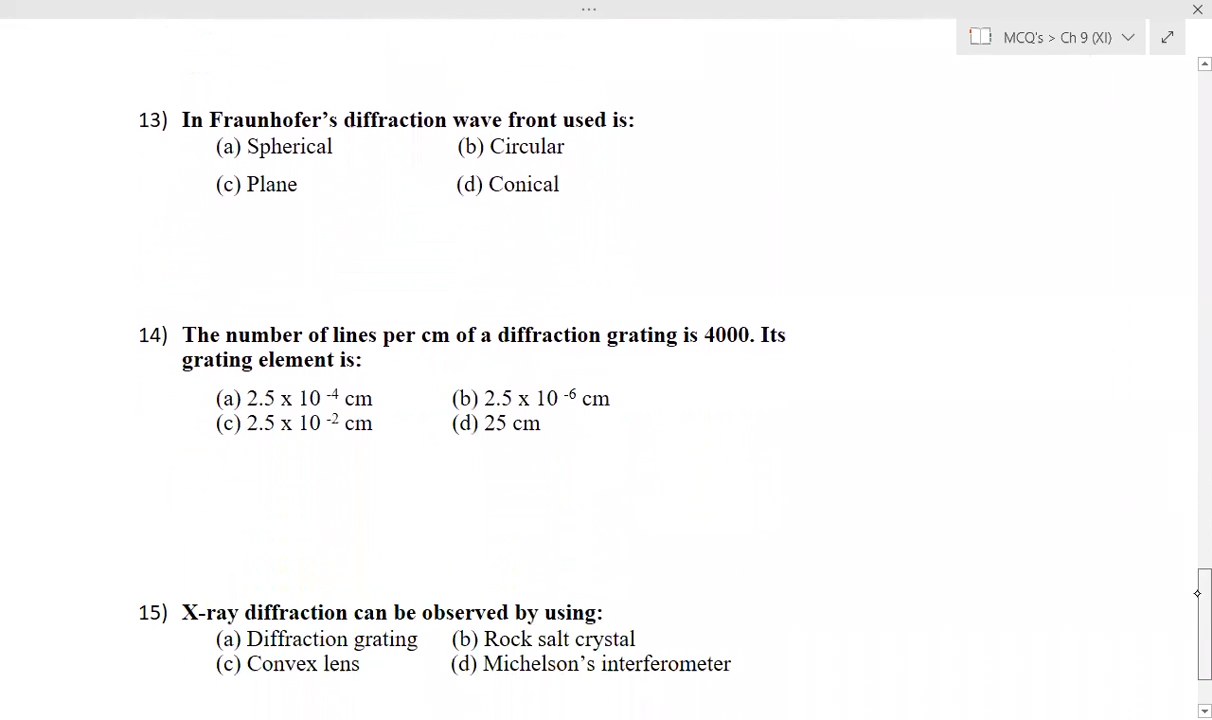 MCQ's > Ch 9 (XI)
13) In Fraunhofer’s diffraction wave front used is:
(a) Spherical (b) Circular
(c) Plane (d) Conical
14) The number of lines per cm of a diffraction grating is 4000. Its
grating element is:
(a) 2.5 x 10 ⁻⁴ cm (b) 2.5 x 10 ⁻⁶ cm
(c) 2.5 x 10 ⁻² cm (d) 25 cm
15) X-ray diffraction can be observed by using:
(a) Diffraction grating (b) Rock salt crystal
(c) Convex lens (d) Michelson’s interferometer